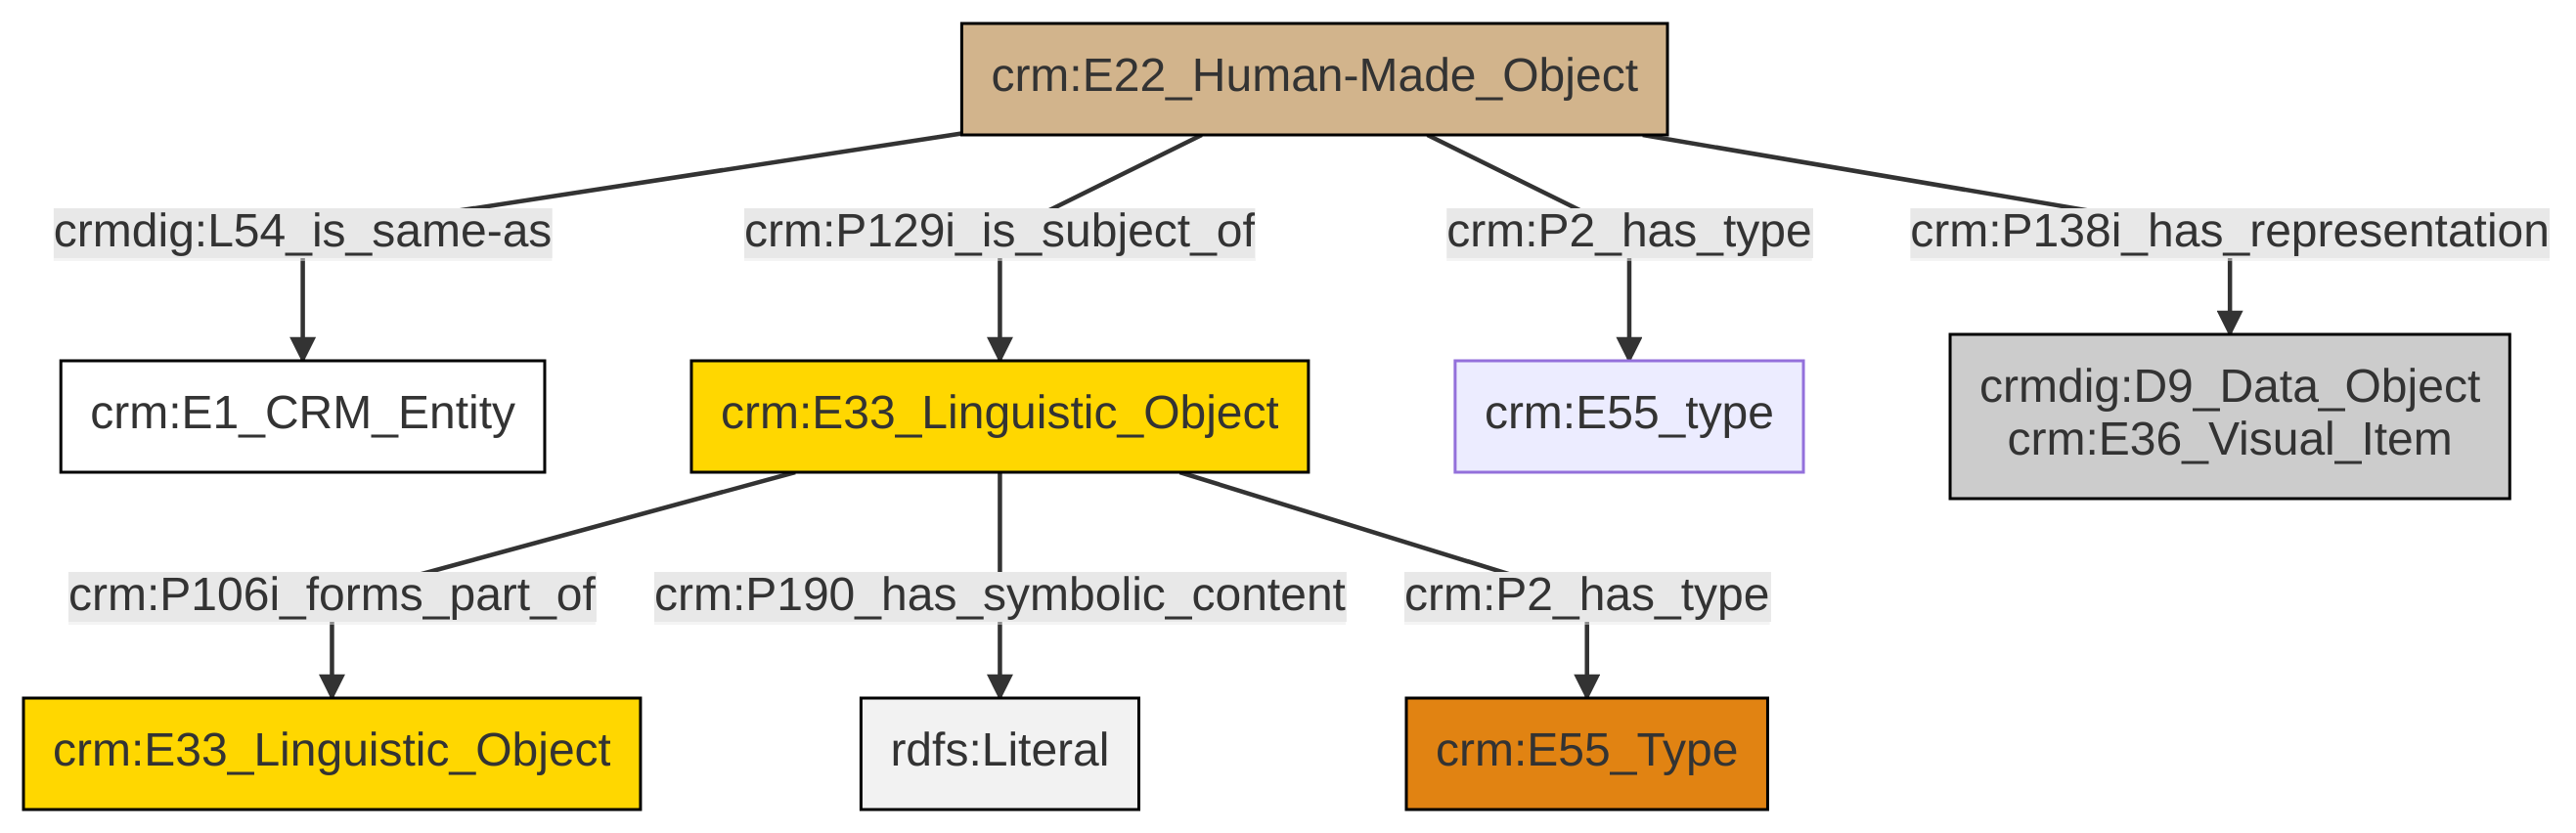 crm:E22_Human-Made_Object
crmdig:L54_is_same-as
crm:P129i_is_subject_of
crm:P2_has_type
crm:P138i_has_representation
crm:E1_CRM_Entity
crm:E33_Linguistic_Object
crm:E55_type
crmdig:D9_Data_Object
crm:E36_Visual_Item
crm:P106i_forms_part_of
crm:P190_has_symbolic_content
crm:P2_has_type
crm:E33_Linguistic_Object
rdfs:Literal
crm:E55_Type